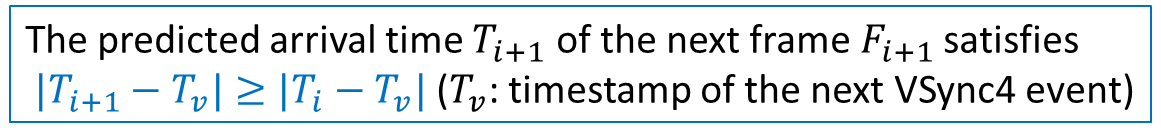 The predicted arrival time $T_{i+1}$ of the next frame $F_{i+1}$ satisfies
$|T_{i+1} - T_v| \geq |T_i - T_v|$ ($T_v$: timestamp of the next VSync4 event)